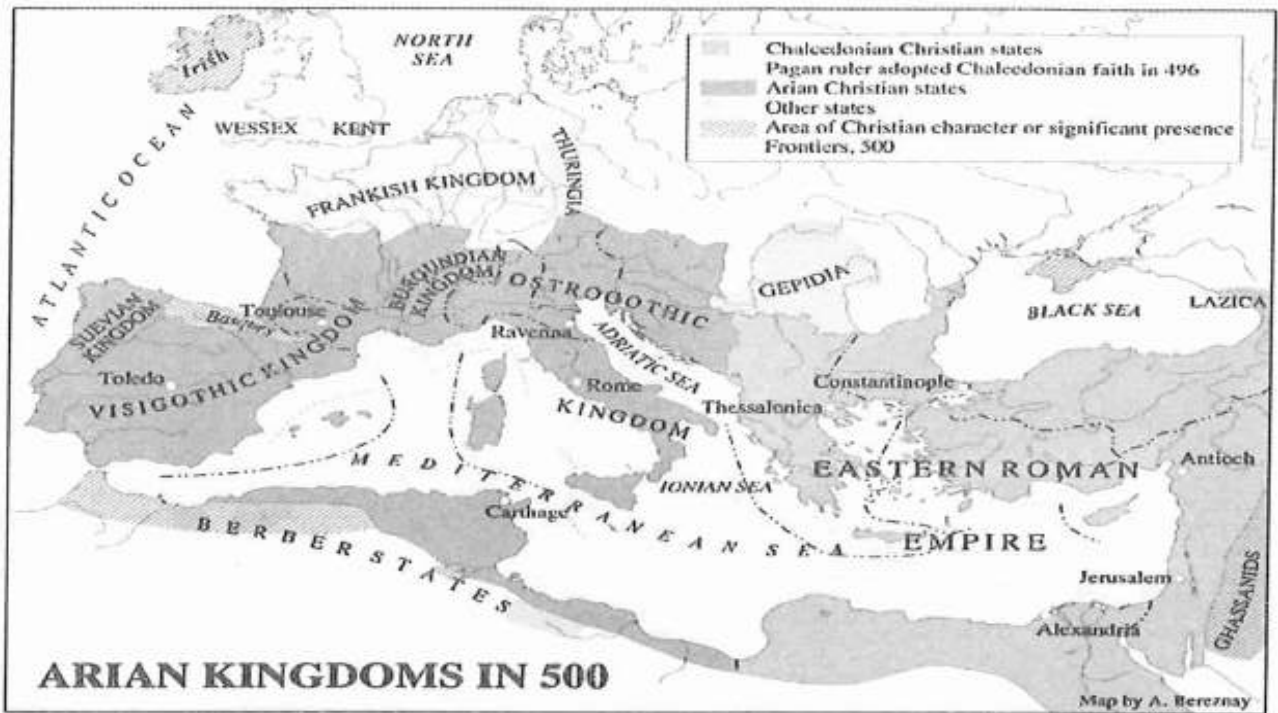 NORTH
SEA
Irish
ATLANTIC OCEAN
WESSEX KENT
Chalcedonian Christian states
Pagan ruler adopted Chalcedonian faith in 496
Arian Christian states
Other states
Area of Christian character or significant presence
Frontiers, 500
THURINGIA
FRANKISH KINGDOM
BURGUNDIAN
KINGDOM
OSTROGOTHIC
KINGDOM
GEPIDIA
BLACK SEA
LAZICA
SUEVIAN
KINGDOM
Toulouse
Ravenna
ADRIATIC SEA
Toledo
VISIGOTHIC KINGDOM
Rome
Constantinople
Thessalonica
MEDITERRANEAN SEA
IONIAN SEA
EASTERN ROMAN
EMPIRE
Antioch
Carthage
BERBER STATES
Jerusalem
GHASSANIDS
Alexandria
ARIAN KINGDOMS IN 500
Map by A. Bereznay